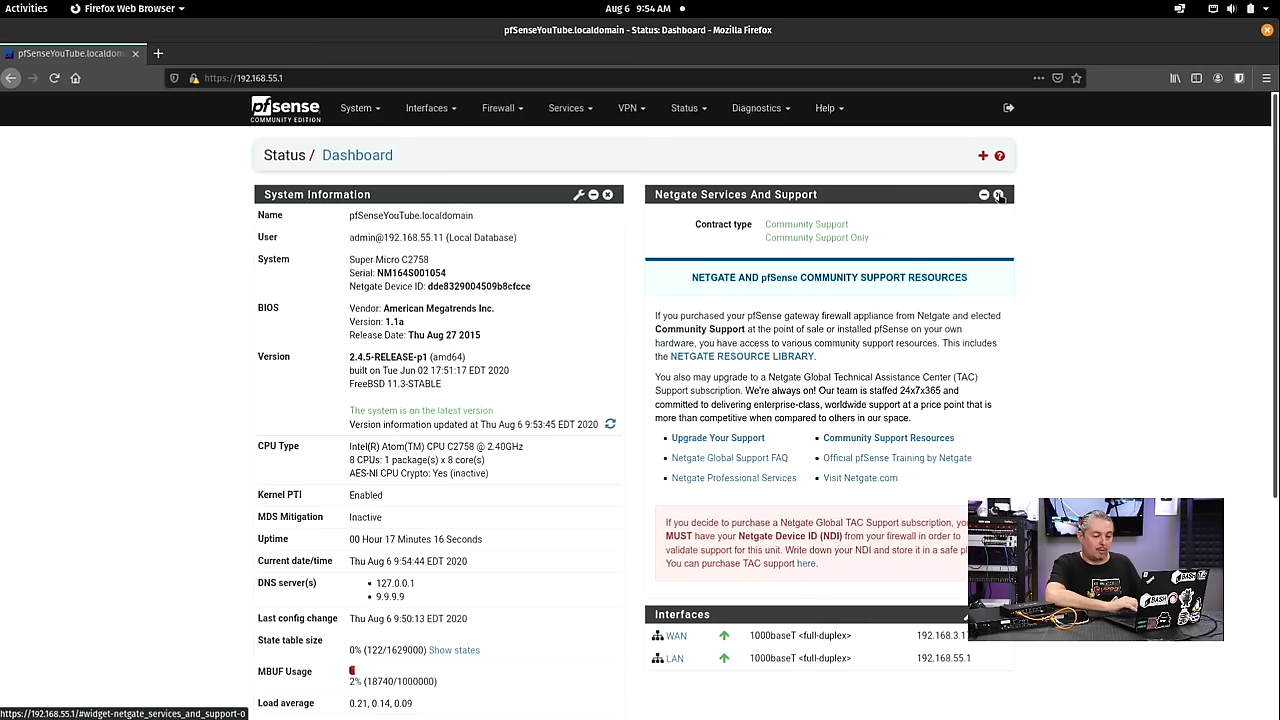 Activities
Firefox Web Browser
Aug 6 9:54 AM
pfSenseYouTube.localdomain - Status: Dashboard - Mozilla Firefox
pfSenseYouTube.localdom
https://192.168.55.1
pfsense
COMMUNITY EDITION
System
Interfaces
Firewall
Services
VPN
Status
Diagnostics
Help
Status / Dashboard
System Information
Name pfSenseYouTube.localdomain
User admin@192.168.55.11 (Local Database)
System Super Micro C2758
Serial: NM164S001054
Netgate Device ID: dde8329004509b8cfcce
BIOS Vendor: American Megatrends Inc.
Version: 1.1a
Release Date: Thu Aug 27 2015
Version 2.4.5-RELEASE-p1 (amd64)
built on Tue Jun 02 17:51:17 EDT 2020
FreeBSD 11.3-STABLE
The system is on the latest version
Version information updated at Thu Aug 6 9:53:45 EDT 2020
CPU Type Intel(R) Atom(TM) CPU C2758 @ 2.40GHz
8 CPUs: 1 package(s) x 8 core(s)
AES-NI CPU Crypto: Yes (inactive)
Kernel PTI Enabled
MDS Mitigation Inactive
Uptime 00 Hour 17 Minutes 16 Seconds
Current date/time Thu Aug 6 9:54:44 EDT 2020
DNS server(s) • 127.0.0.1
• 9.9.9.9
Last config change Thu Aug 6 9:50:13 EDT 2020
State table size
0% (122/1629000) Show states
MBUF Usage
2% (18740/1000000)
Load average 0.21, 0.14, 0.09
Netgate Services And Support
Contract type Community Support
Community Support Only
NETGATE AND pfSense COMMUNITY SUPPORT RESOURCES
If you purchased your pfSense gateway firewall appliance from Netgate and elected
Community Support at the point of sale or installed pfSense on your own
hardware, you have access to various community support resources. This includes
the NETGATE RESOURCE LIBRARY.
You also may upgrade to a Netgate Global Technical Assistance Center (TAC)
Support subscription. We're always on! Our team is staffed 24x7x365 and
committed to delivering enterprise-class, worldwide support at a price point that is
more than competitive when compared to others in our space.
• Upgrade Your Support • Community Support Resources
• Netgate Global Support FAQ • Official pfSense Training by Netgate
• Netgate Professional Services • Visit Netgate.com
If you decide to purchase a Netgate Global TAC Support subscription, yo
MUST have your Netgate Device ID (NDI) from your firewall in order to
validate support for this unit. Write down your NDI and store it in a safe pl
You can purchase TAC support here.
Interfaces
WAN 1000baseT <full-duplex> 192.168.3.1
LAN 1000baseT <full-duplex> 192.168.55.1
BASH
BASH
https://192.168.55.1/#widget-netgate_services_and_support-0